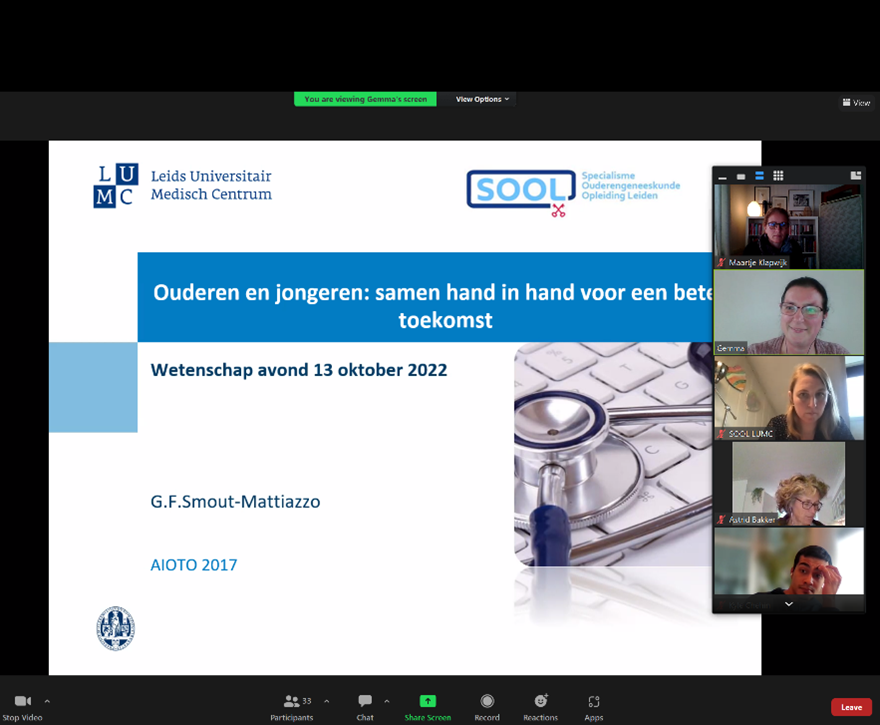 You are viewing Gemma's screen
View Options
View
L U
M C
Leids Universitair
Medisch Centrum
SOOL
Specialisme
Ouderengeneeskunde
Opleiding Leiden
Ouderen en jongeren: samen hand in hand voor een bete
toekomst
Wetenschap avond 13 oktober 2022
G.F.Smout-Mattiazzo
AIOTO 2017
Maartje Klapwijk
Gemma
SOOL LUMC
Astrid Bakker
Stop Video
33
Participants
Chat
Share Screen
Record
Reactions
Apps
Leave